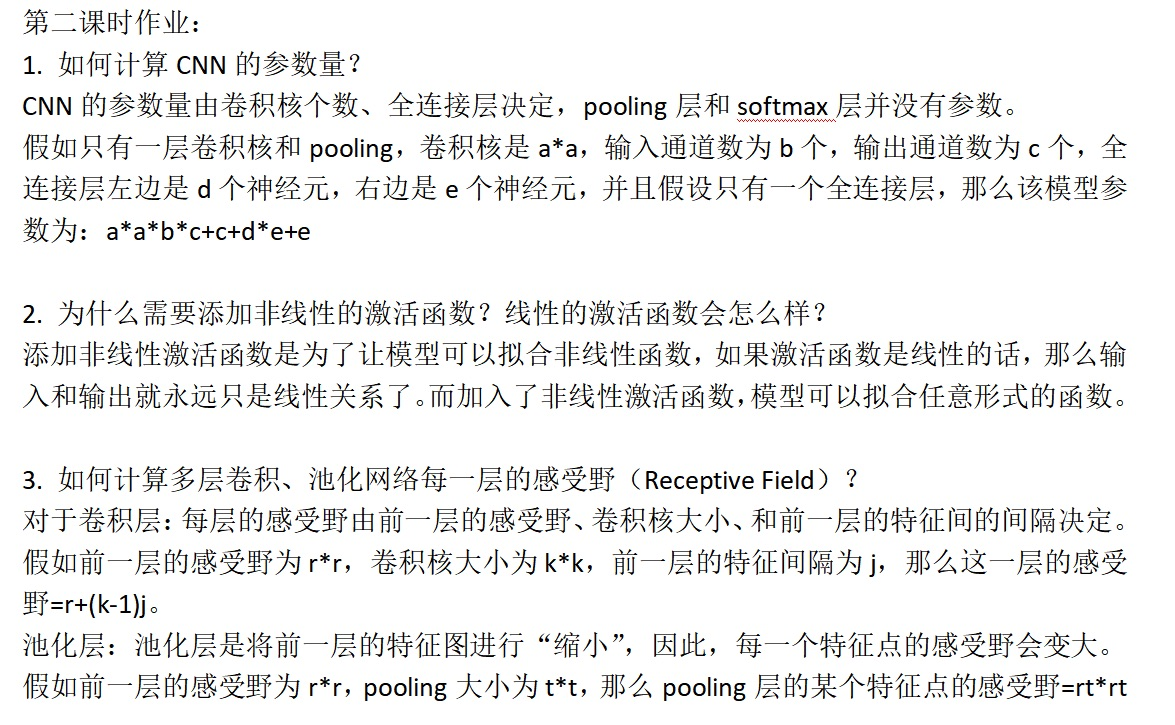 第二课时作业：
1. 如何计算 CNN 的参数量？
CNN 的参数量由卷积核个数、全连接层决定，pooling 层和 softmax 层并没有参数。
假如只有一层卷积核和 pooling，卷积核是 a*a，输入通道数为 b 个，输出通道数为 c 个，全
连接层左边是 d 个神经元，右边是 e 个神经元，并且假设只有一个全连接层，那么该模型参
数为：a*a*b*c+c+d*e+e
2. 为什么需要添加非线性的激活函数？线性的激活函数会怎么样？
添加非线性激活函数是为了让模型可以拟合非线性函数，如果激活函数是线性的话，那么输
入和输出就永远只是线性关系了。而加入了非线性激活函数，模型可以拟合任意形式的函数。
3. 如何计算多层卷积、池化网络每一层的感受野（Receptive Field）？
对于卷积层：每层的感受野由前一层的感受野、卷积核大小、和前一层的特征间的间隔决定。
假如前一层的感受野为 r*r，卷积核大小为 k*k，前一层的特征间隔为 j，那么这一层的感受
野=r+(k-1)j。
池化层：池化层是将前一层的特征图进行“缩小”，因此，每一个特征点的感受野会变大。
假如前一层的感受野为 r*r，pooling 大小为 t*t，那么 pooling 层的某个特征点的感受野=rt*rt